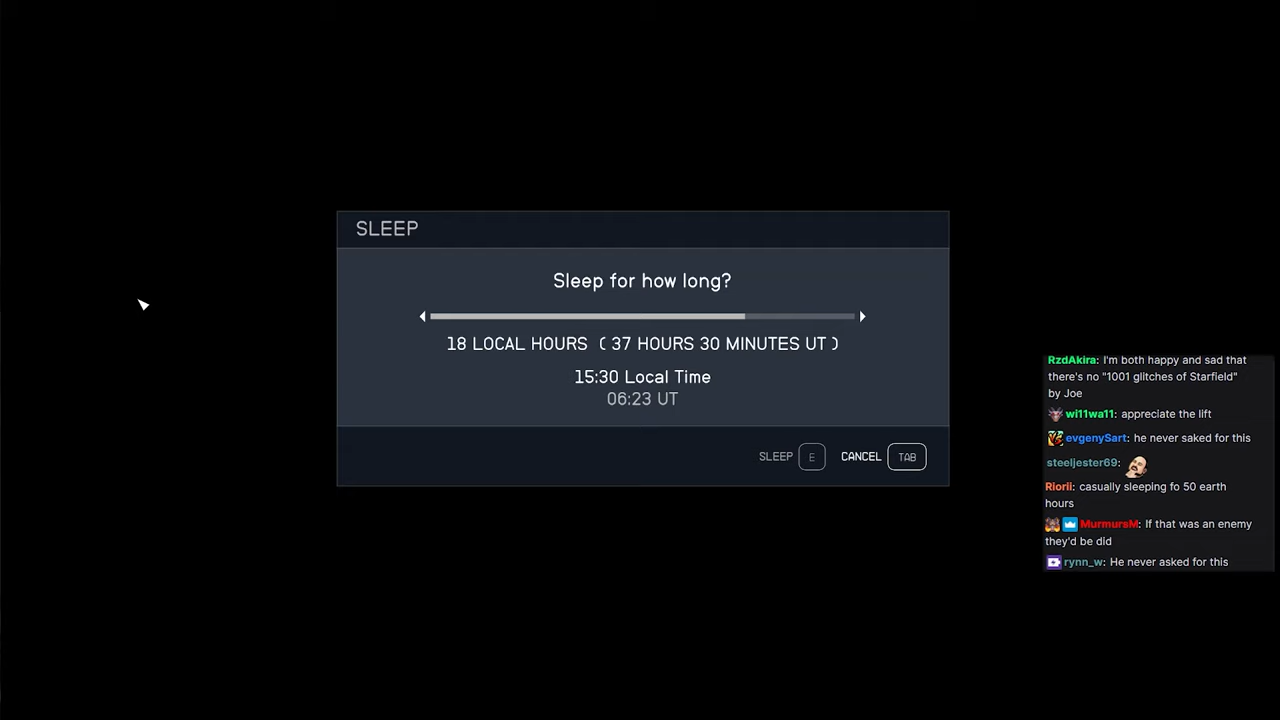 SLEEP
Sleep for how long?
18 LOCAL HOURS ( 37 HOURS 30 MINUTES UT )
15:30 Local Time
06:23 UT
SLEEP E CANCEL TAB
RzdAkira: I'm both happy and sad that
there's no "1001 glitches of Starfield"
by Joe
wi11wa11: appreciate the lift
evgenySart: he never saked for this
steeljester69:
Riorii: casually sleeping fo 50 earth
hours
MurmursM: If that was an enemy
they'd be did
rynn_w: He never asked for this